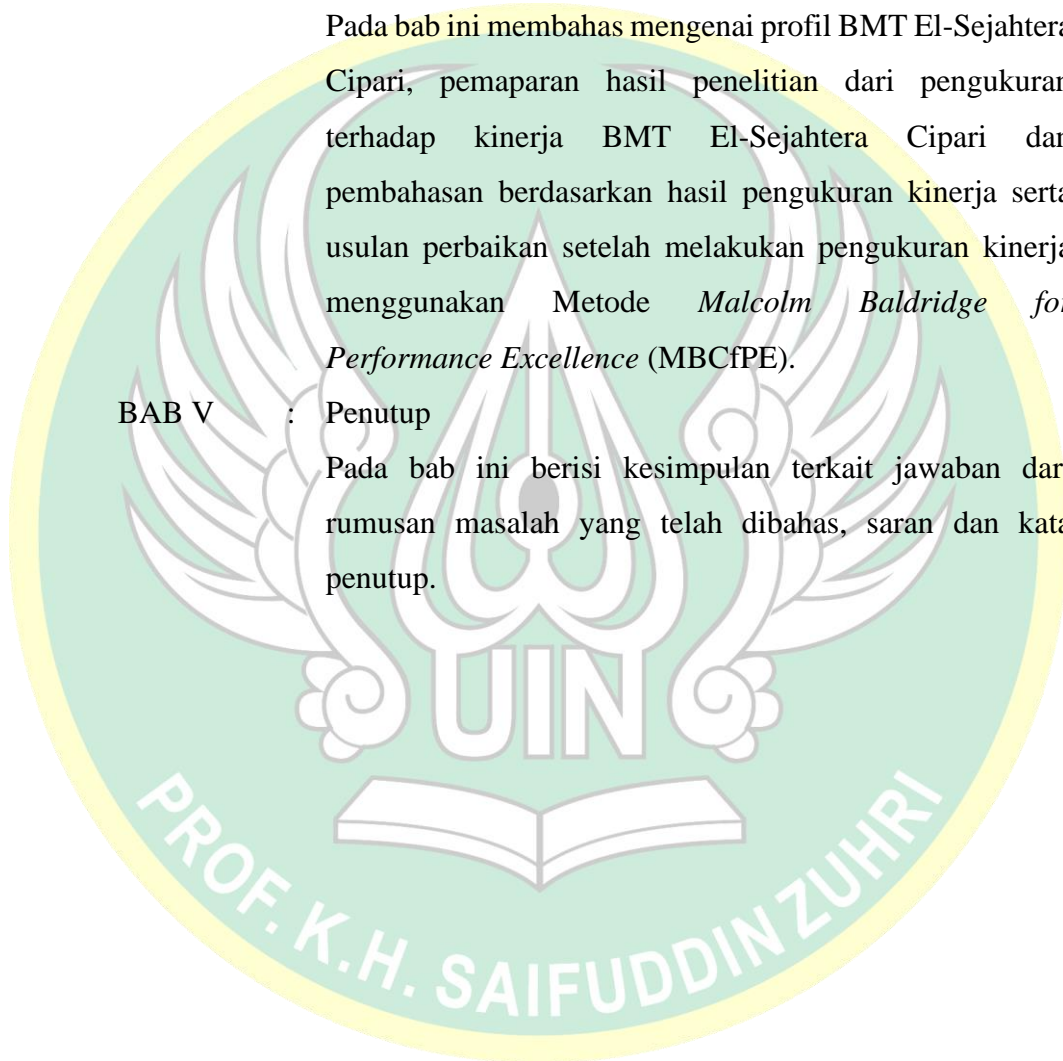 Pada bab ini membahas mengenai profil BMT El-Sejahtera
Cipari, pemaparan hasil penelitian dari pengukuran
terhadap kinerja BMT El-Sejahtera Cipari dan
pembahasan berdasarkan hasil pengukuran kinerja serta
usulan perbaikan setelah melakukan pengukuran kinerja
menggunakan Metode Malcolm Baldridge for
Performance Excellence (MBCfPE).
BAB V : Penutup
Pada bab ini berisi kesimpulan terkait jawaban dari
rumusan masalah yang telah dibahas, saran dan kata
penutup.
UIN
PROF. K.H. SAIFUDDIN ZUHRI